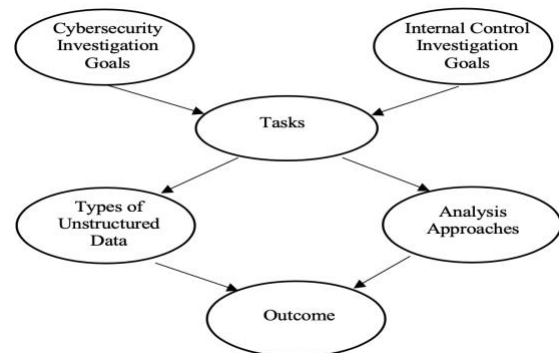 Cybersecurity
Investigation
Goals
Internal Control
Investigation
Goals
Tasks
Types of
Unstructured
Data
Analysis
Approaches
Outcome